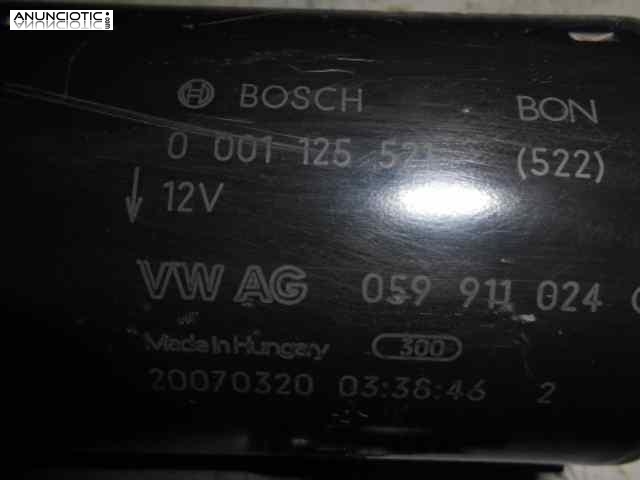 ANUNCIOTIC.es
BOSCH BON
0 001 125 521 (522)
12V
VW AG 059 911 024
Made in Hungary 300
20070320 03:38:46 2